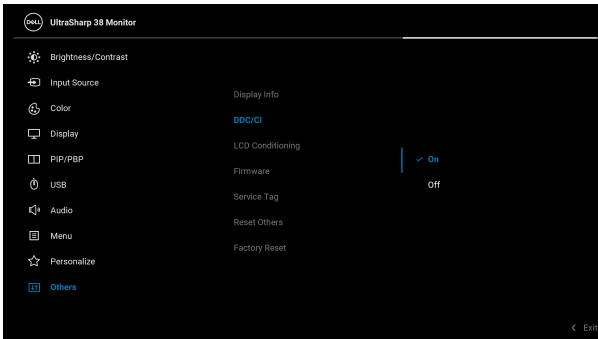 DELL UltraSharp 38 Monitor
Brightness/Contrast
Input Source
Color
Display
PIP/PBP
USB
Audio
Menu
Personalize
Others
Display Info
DDC/CI
LCD Conditioning
Firmware
Service Tag
Reset Others
Factory Reset
On
Off
Exit